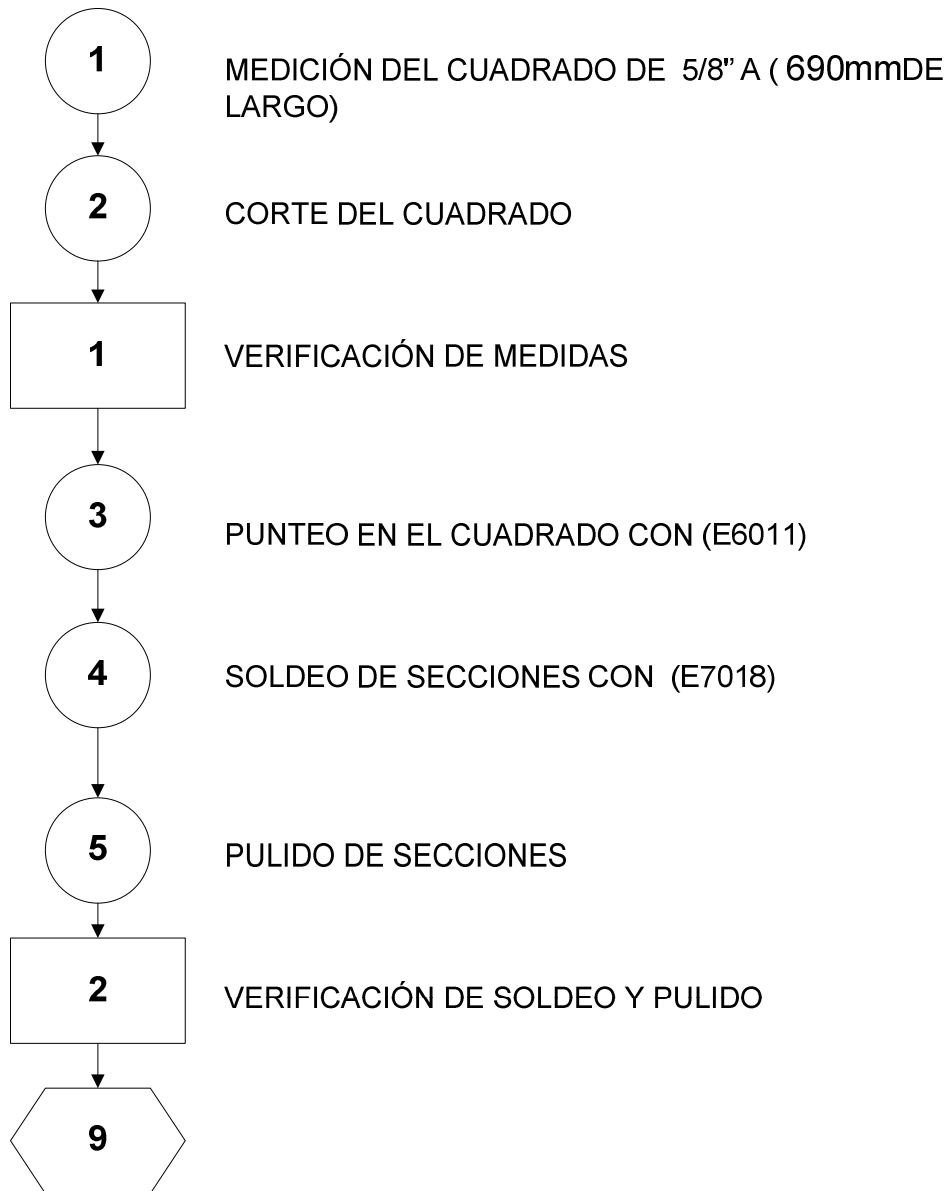 1
MEDICIÓN DEL CUADRADO DE 5/8" A ( 690mmDE
LARGO)
2
CORTE DEL CUADRADO
1
VERIFICACIÓN DE MEDIDAS
3
PUNTEO EN EL CUADRADO CON (E6011)
4
SOLDEO DE SECCIONES CON (E7018)
5
PULIDO DE SECCIONES
2
VERIFICACIÓN DE SOLDEO Y PULIDO
9